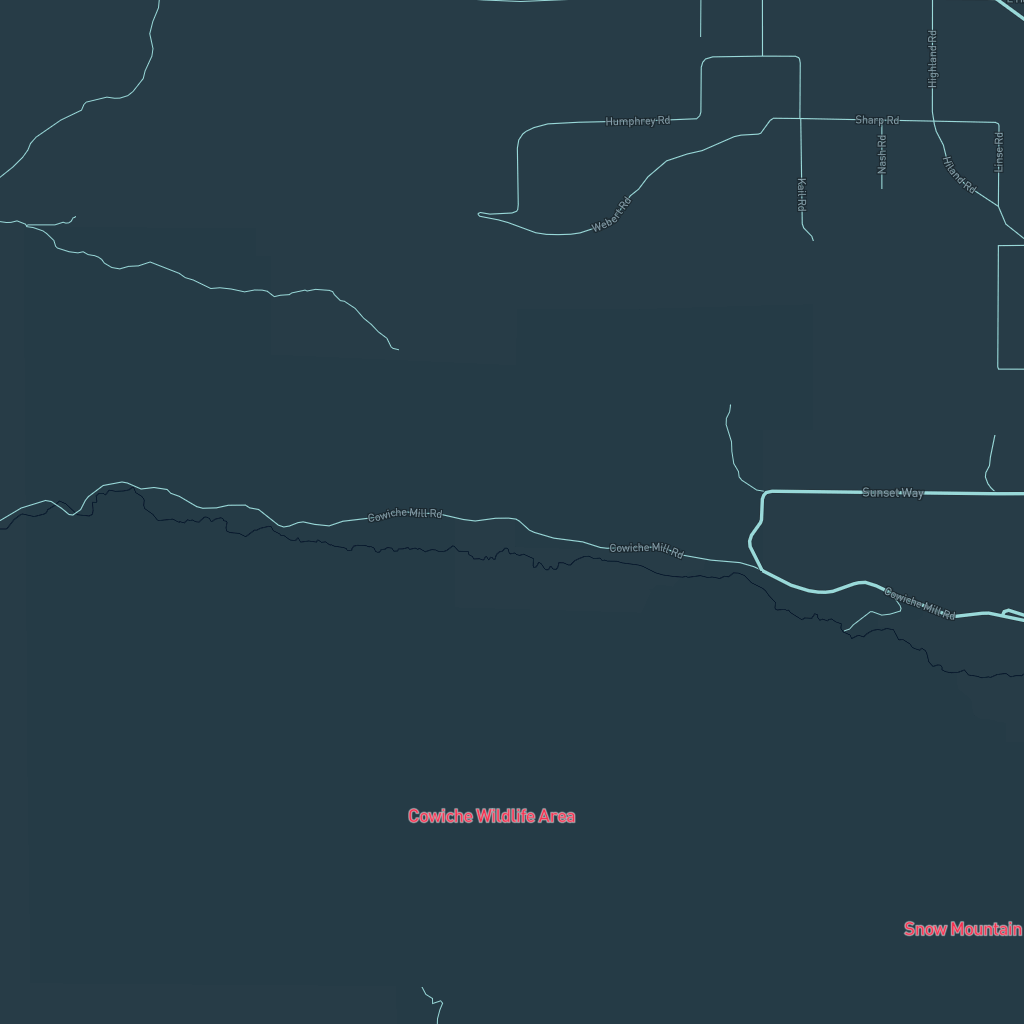 Highland Rd
Humphrey Rd
Sharp Rd
Nash Rd
Linse Rd
Hiland Rd
Kail Rd
Webert Rd
Sunset Way
Cowiche Mill Rd
Cowiche Mill Rd
Cowiche Mill Rd
Cowiche Wildlife Area
Snow Mountain